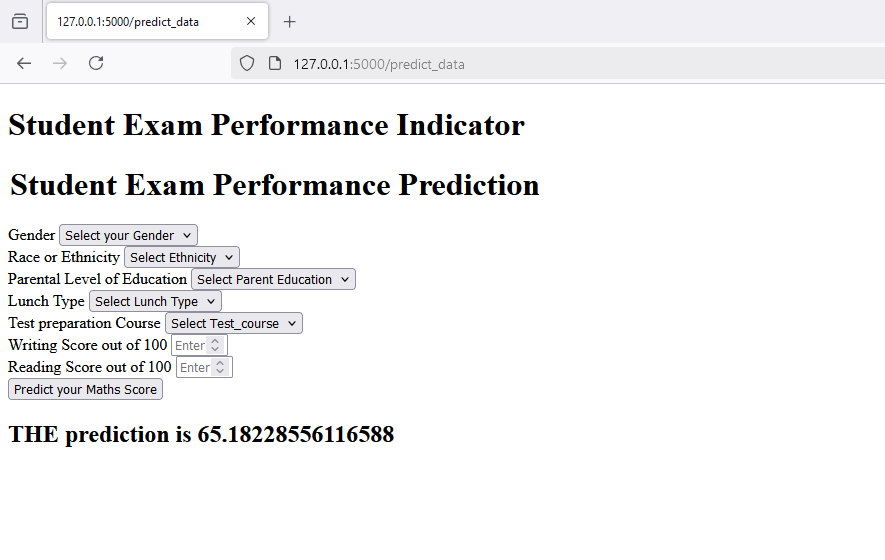 127.0.0.1:5000/predict_data
127.0.0.1:5000/predict_data
Student Exam Performance Indicator
Student Exam Performance Prediction
Gender Select your Gender
Race or Ethnicity Select Ethnicity
Parental Level of Education Select Parent Education
Lunch Type Select Lunch Type
Test preparation Course Select Test_course
Writing Score out of 100 Enter
Reading Score out of 100 Enter
Predict your Maths Score
THE prediction is 65.18228556116588